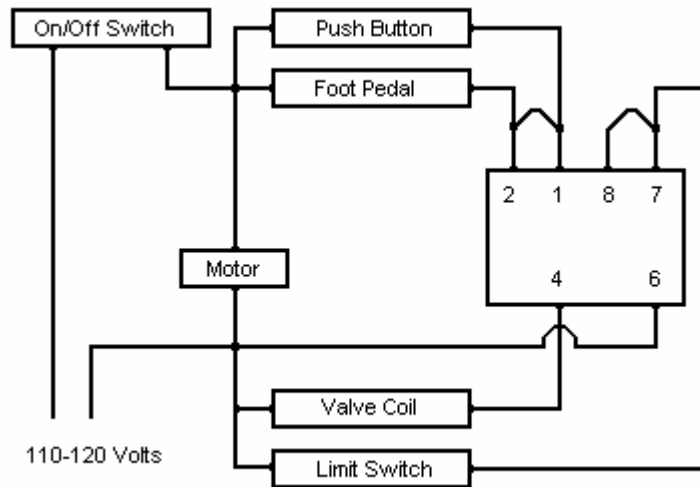 On/Off Switch
Push Button
Foot Pedal
2 1 8 7
Motor
4 6
Valve Coil
110-120 Volts
Limit Switch